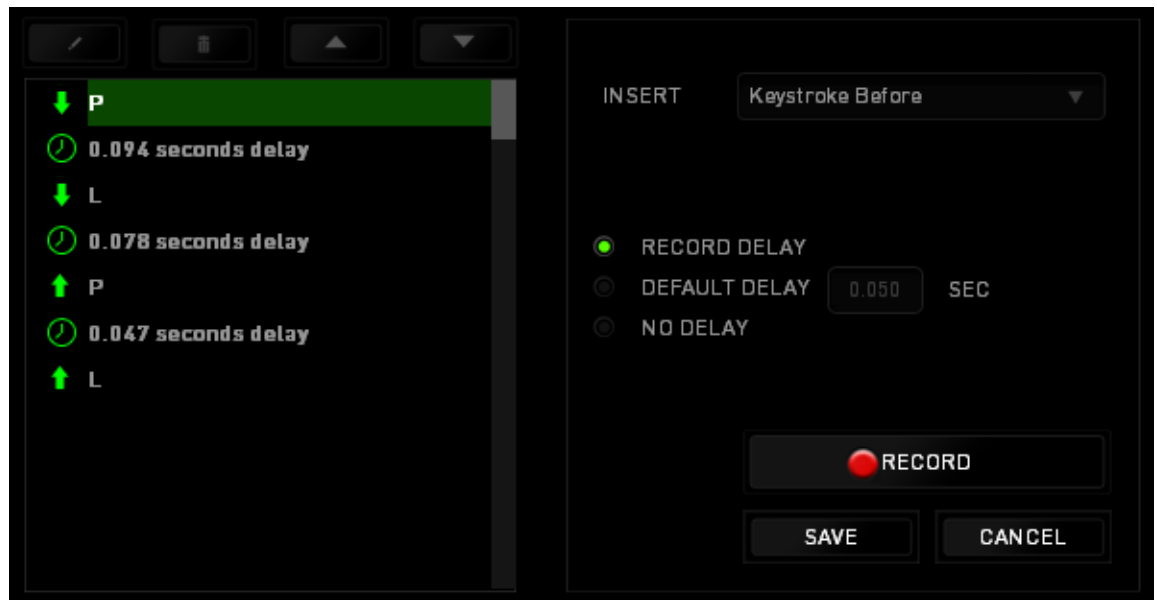 P
0.094 seconds delay
L
0.078 seconds delay
P
0.047 seconds delay
L
INSERT Keystroke Before
RECORD DELAY
DEFAULT DELAY 0.050 SEC
NO DELAY
RECORD
SAVE CANCEL